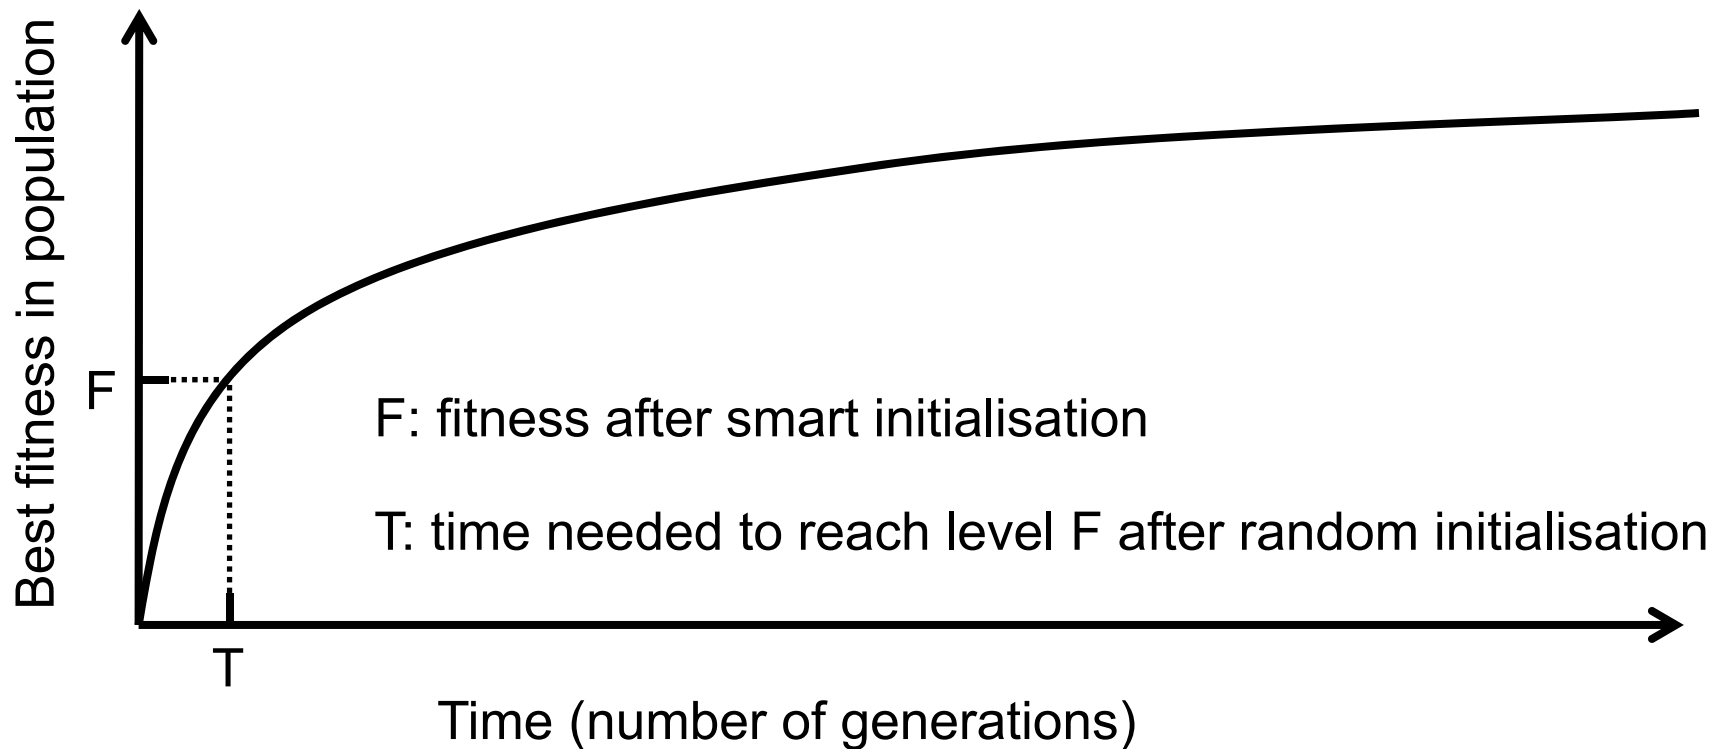 Best fitness in population
F
F: fitness after smart initialisation
T: time needed to reach level F after random initialisation
T
Time (number of generations)